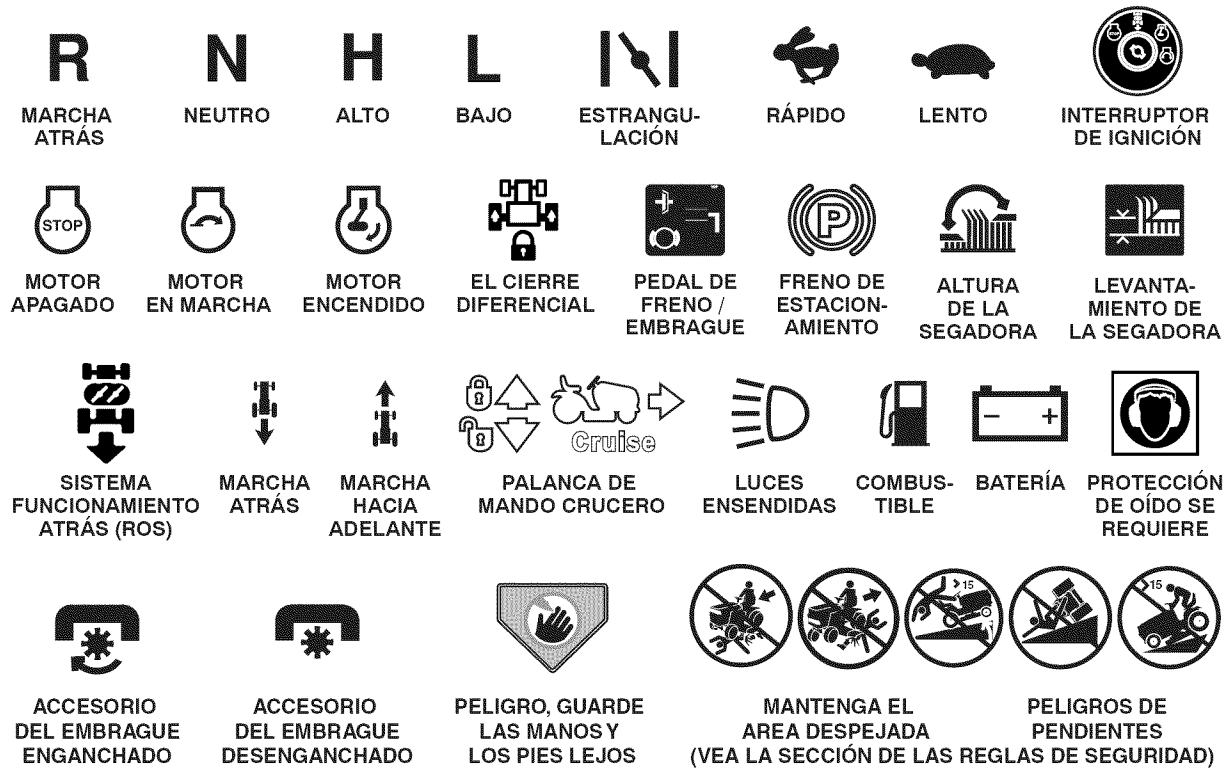 R
N
H
L
MARCHA
ATRÁS
NEUTRO
ALTO
BAJO
ESTRANGU-
LACIÓN
RÁPIDO
LENTO
INTERRUPTOR
DE IGNICIÓN
STOP
STOP
MOTOR
APAGADO
MOTOR
EN MARCHA
MOTOR
ENCENDIDO
EL CIERRE
DIFERENCIAL
PEDAL DE
FRENO /
EMBRAGUE
P
FRENO DE
ESTACION-
AMIENTO
ALTURA
DE LA
SEGADORA
LEVANTA-
MIENTO DE
LA SEGADORA
SISTEMA
FUNCIONAMIENTO
ATRÁS (ROS)
MARCHA
ATRÁS
MARCHA
HACIA
ADELANTE
Cruise
PALANCA DE
MANDO CRUCERO
LUCES
ENSENDIDAS
COMBUS-
TIBLE
- +
BATERÍA
PROTECCIÓN
DE OÍDO SE
REQUIERE
ACCESORIO
DEL EMBRAGUE
ENGANCHADO
ACCESORIO
DEL EMBRAGUE
DESENGANCHADO
PELIGRO, GUARDE
LAS MANOS Y
LOS PIES LEJOS
>15
>15
MANTENGA EL
AREA DESPEJADA
PELIGROS DE
PENDIENTES
(VEA LA SECCIÓN DE LAS REGLAS DE SEGURIDAD)